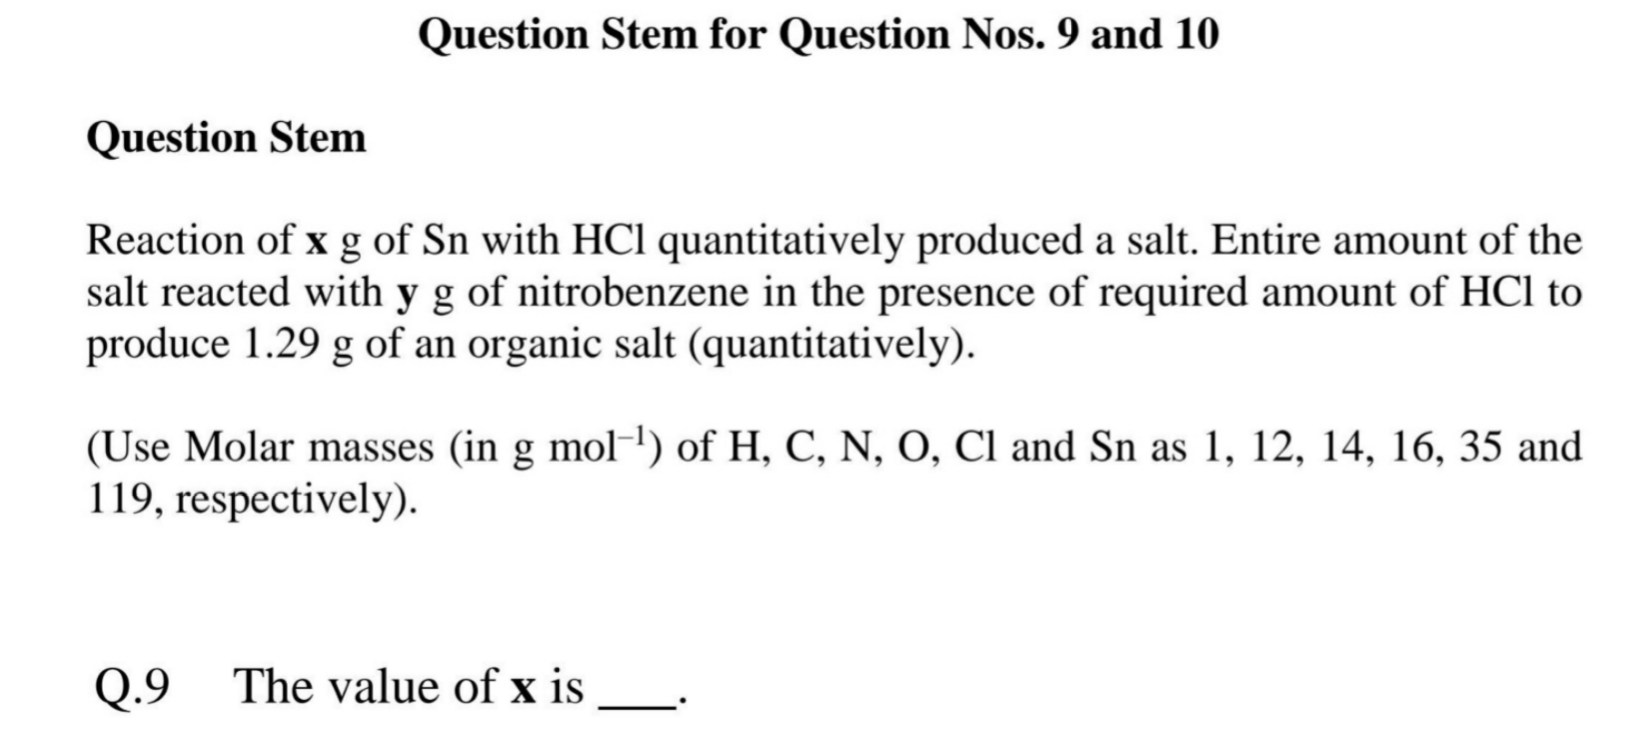 Question Stem for Question Nos. 9 and 10
Question Stem
Reaction of x g of Sn with HCl quantitatively produced a salt. Entire amount of the
salt reacted with y g of nitrobenzene in the presence of required amount of HCl to
produce 1.29 g of an organic salt (quantitatively).
(Use Molar masses (in g mol⁻¹) of H, C, N, O, Cl and Sn as 1, 12, 14, 16, 35 and
119, respectively).
Q.9 The value of x is ___.